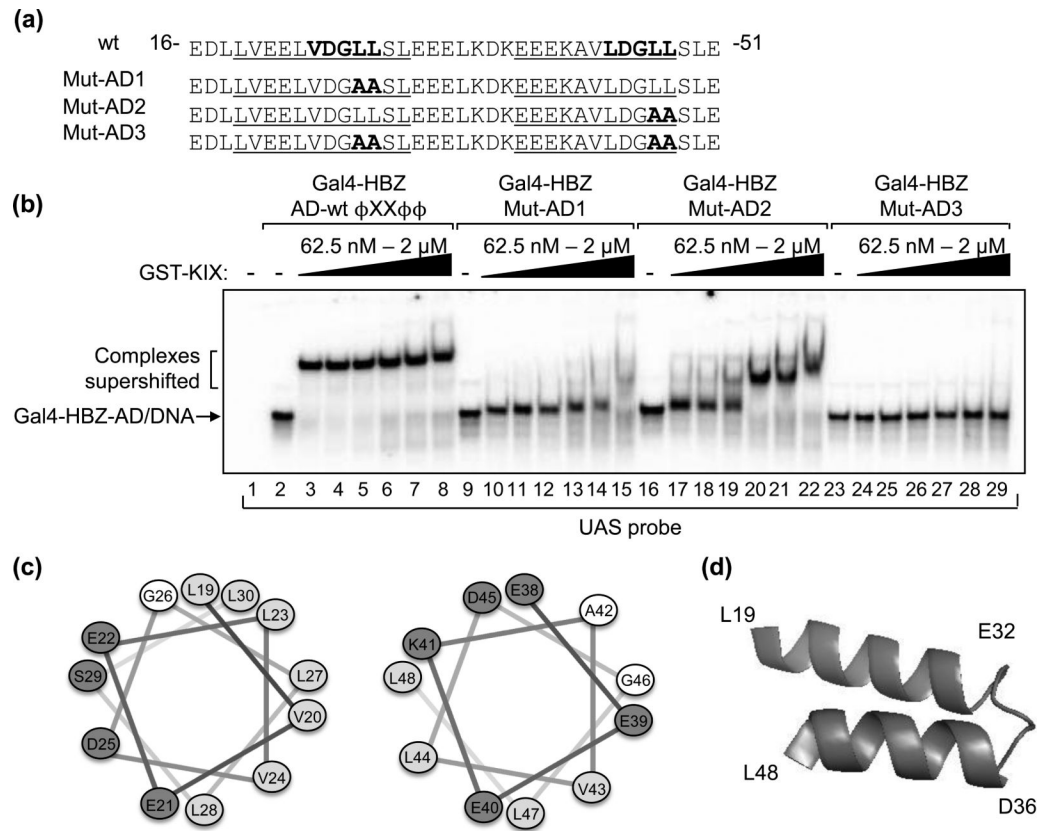 (a)
wt 16- EDLLVEELVDGLLSLEEELKDKEEEKAVLDGLLSLE -51
Mut-AD1 EDLLVEELVDGAASLEEELKDKEEEKAVLDGLLSLE
Mut-AD2 EDLLVEELVDGLLSLEEELKDKEEEKAVLDGAASLE
Mut-AD3 EDLLVEELVDGAASLEEELKDKEEEKAVLDGAASLE
(b)
Gal4-HBZ AD-wt ϕXXϕϕ
Gal4-HBZ Mut-AD1
Gal4-HBZ Mut-AD2
Gal4-HBZ Mut-AD3
62.5 nM – 2 µM 62.5 nM – 2 µM 62.5 nM – 2 µM 62.5 nM – 2 µM
GST-KIX: - - - - -
Complexes supershifted
Gal4-HBZ-AD/DNA
1 2 3 4 5 6 7 8 9 10 11 12 13 14 15 16 17 18 19 20 21 22 23 24 25 26 27 28 29
UAS probe
(c)
G26 L19 L30 L23 E22 S29 L27 V20 D25 V24 E21 L28
D45 E38 A42 K41 L48 G46 E39 L44 V43 E40 L47
(d)
L19
E32
L48
D36